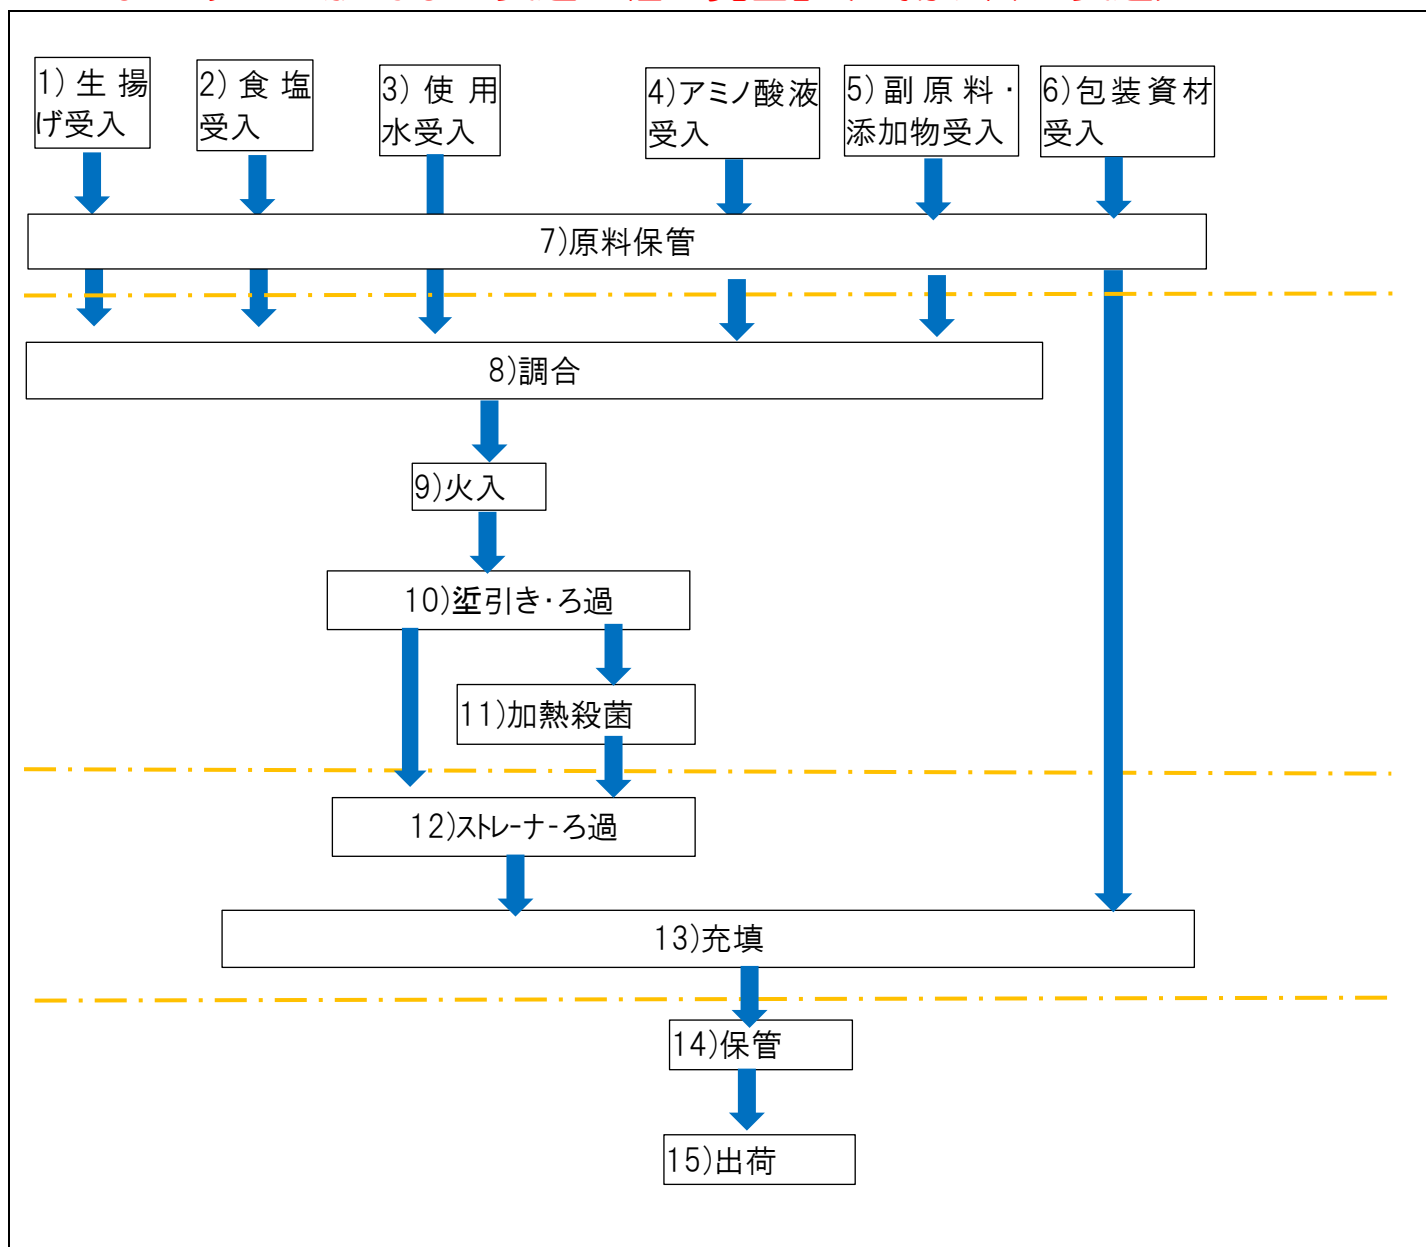 1)生揚
げ受入
2)食塩
受入
3)使用
水受入
4)アミノ酸液
受入
5)副原料・
添加物受入
6)包装資材
受入
7)原料保管
8)調合
9)火入
10)垽引き・ろ過
11)加熱殺菌
12)ストレーナ-ろ過
13)充填
14)保管
15)出荷